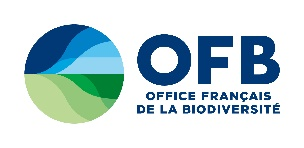 OFB
OFFICE FRANÇAIS
DE LA BIODIVERSITÉ